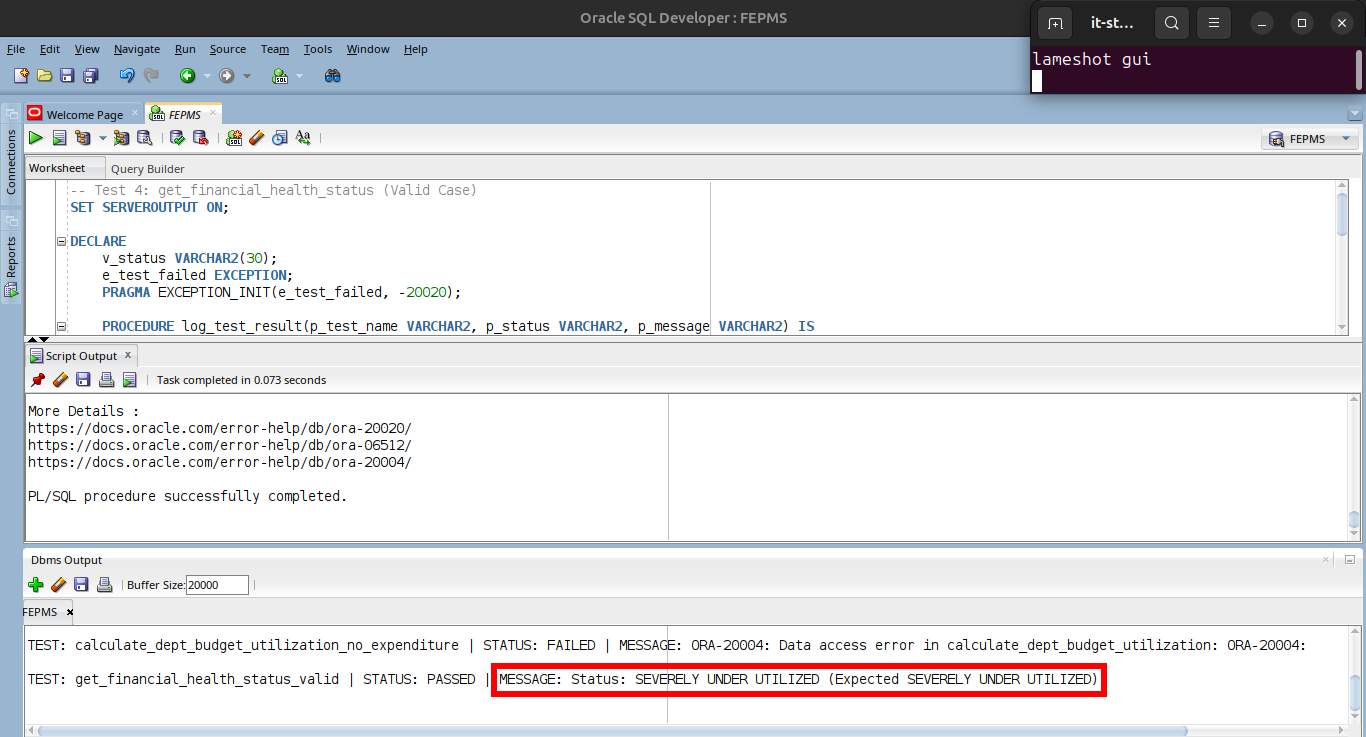 Oracle SQL Developer : FEPMS
it-st...
lameshot gui
File Edit View Navigate Run Source Team Tools Window Help
Welcome Page
FEPMS
FEPMS
Connections
Reports
Worksheet
Query Builder
-- Test 4: get_financial_health_status (Valid Case)
SET SERVEROUTPUT ON;
DECLARE
v_status VARCHAR2(30);
e_test_failed EXCEPTION;
PRAGMA EXCEPTION_INIT(e_test_failed, -20020);
PROCEDURE log_test_result(p_test_name VARCHAR2, p_status VARCHAR2, p_message VARCHAR2) IS
Script Output
Task completed in 0.073 seconds
More Details :
https://docs.oracle.com/error-help/db/ora-20020/
https://docs.oracle.com/error-help/db/ora-06512/
https://docs.oracle.com/error-help/db/ora-20004/
PL/SQL procedure successfully completed.
Dbms Output
Buffer Size: 20000
FEPMS
TEST: calculate_dept_budget_utilization_no_expenditure | STATUS: FAILED | MESSAGE: ORA-20004: Data access error in calculate_dept_budget_utilization: ORA-20004:
TEST: get_financial_health_status_valid | STATUS: PASSED | MESSAGE: Status: SEVERELY UNDER UTILIZED (Expected SEVERELY UNDER UTILIZED)